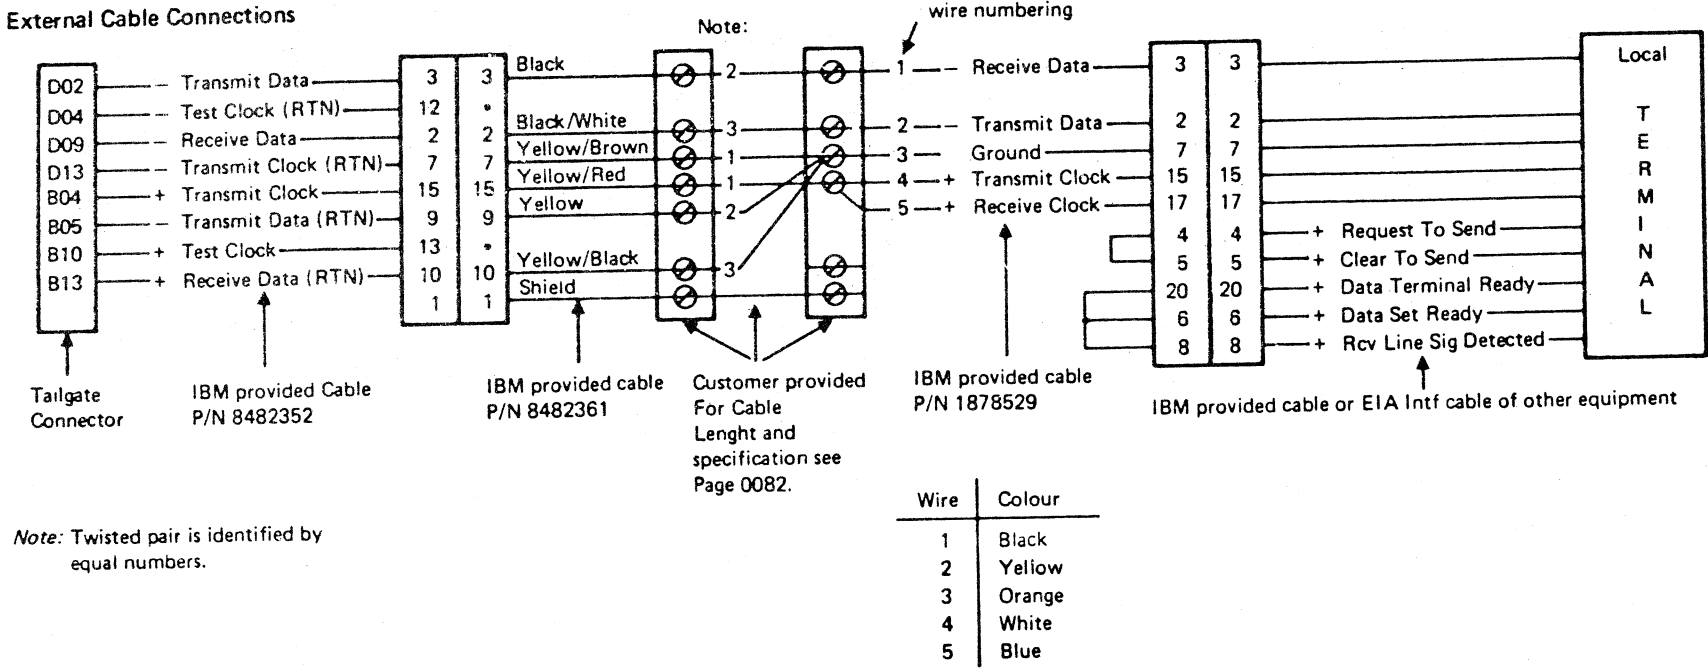 External Cable Connections
Note:
wire numbering
D02 — Transmit Data 3 3 Black 2 1 — Receive Data 3 3
D04 — Test Clock (RTN) 12 •
D09 — Receive Data 2 2 Black/White 3 2 — Transmit Data 2 2
D13 — Transmit Clock (RTN) 7 7 Yellow/Brown 1 3 — Ground 7 7
B04 + Transmit Clock 15 15 Yellow/Red 1 4 + Transmit Clock 15 15
B05 — Transmit Data (RTN) 9 9 Yellow 2 5 + Receive Clock 17 17
B10 + Test Clock 13 •
B13 + Receive Data (RTN) 10 10 Yellow/Black 3
1 1 Shield
4 4 + Request To Send
5 5 + Clear To Send
20 20 + Data Terminal Ready
6 6 + Data Set Ready
8 8 + Rcv Line Sig Detected
Local
T
E
R
M
I
N
A
L
Tailgate
Connector
IBM provided Cable
P/N 8482352
IBM provided cable
P/N 8482361
Customer provided
For Cable
Lenght and
specification see
Page 0082.
IBM provided cable
P/N 1878529
IBM provided cable or EIA Intf cable of other equipment
Note: Twisted pair is identified by
equal numbers.
Wire Colour
1 Black
2 Yellow
3 Orange
4 White
5 Blue